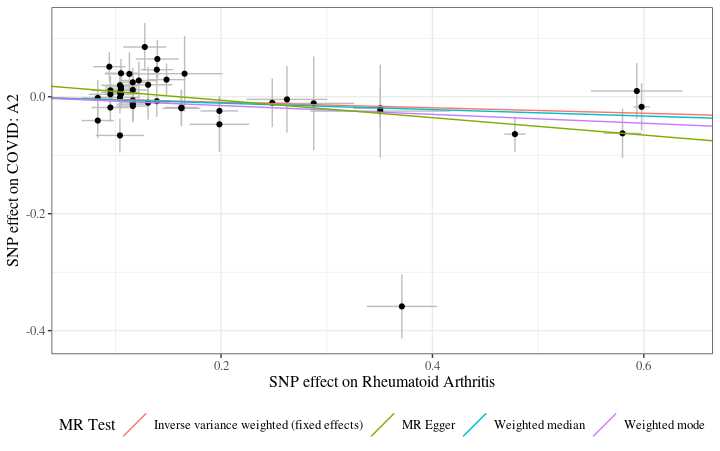 SNP effect on COVID: A2
0.0
-0.2
-0.4
0.2 0.4 0.6
SNP effect on Rheumatoid Arthritis
MR Test Inverse variance weighted (fixed effects) MR Egger Weighted median Weighted mode